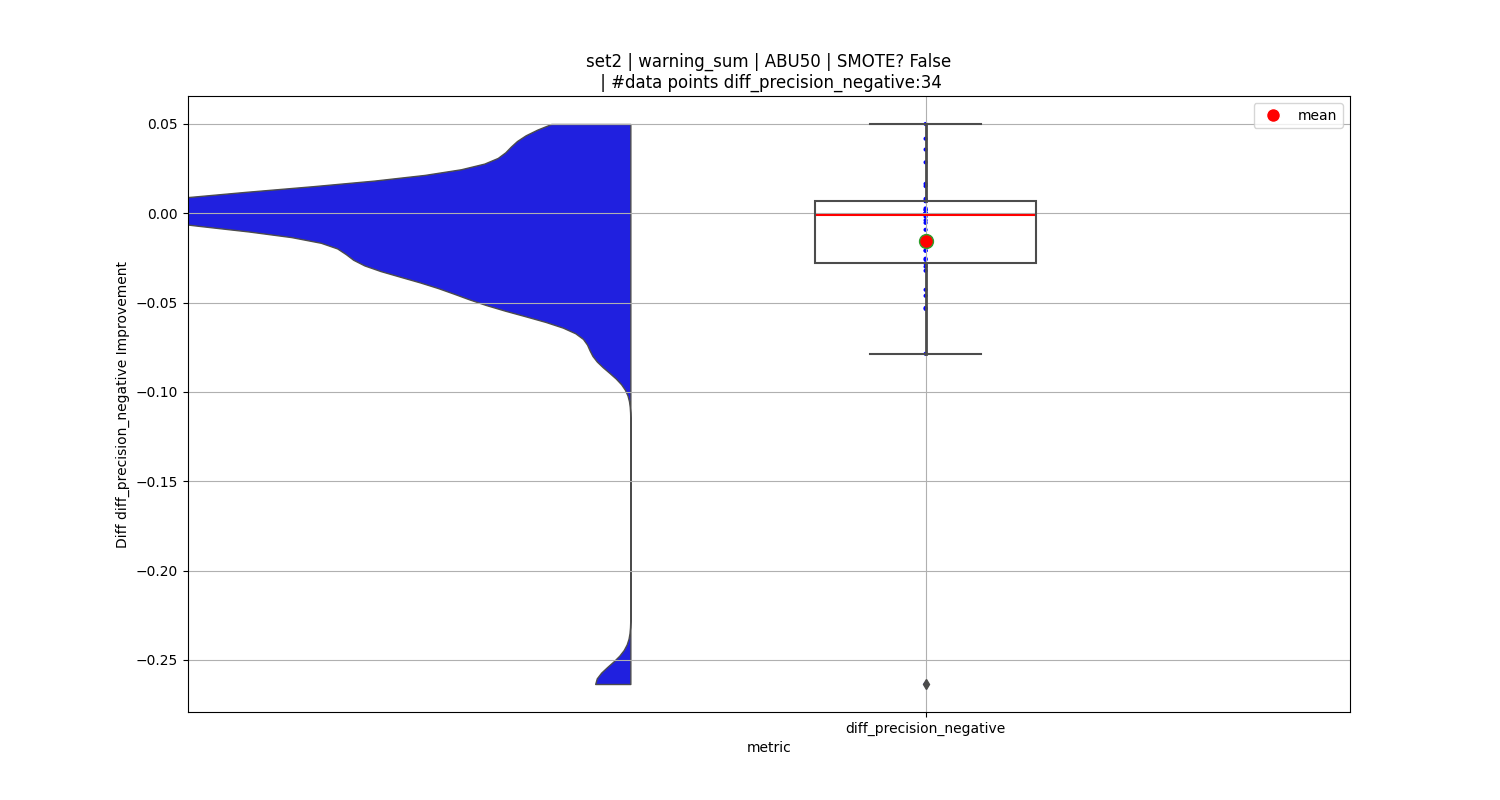 set2 | warning_sum | ABU50 | SMOTE? False
| #data points diff_precision_negative:34
mean
0.05
0.00
−0.05
−0.10
−0.15
−0.20
−0.25
Diff diff_precision_negative Improvement
diff_precision_negative
metric